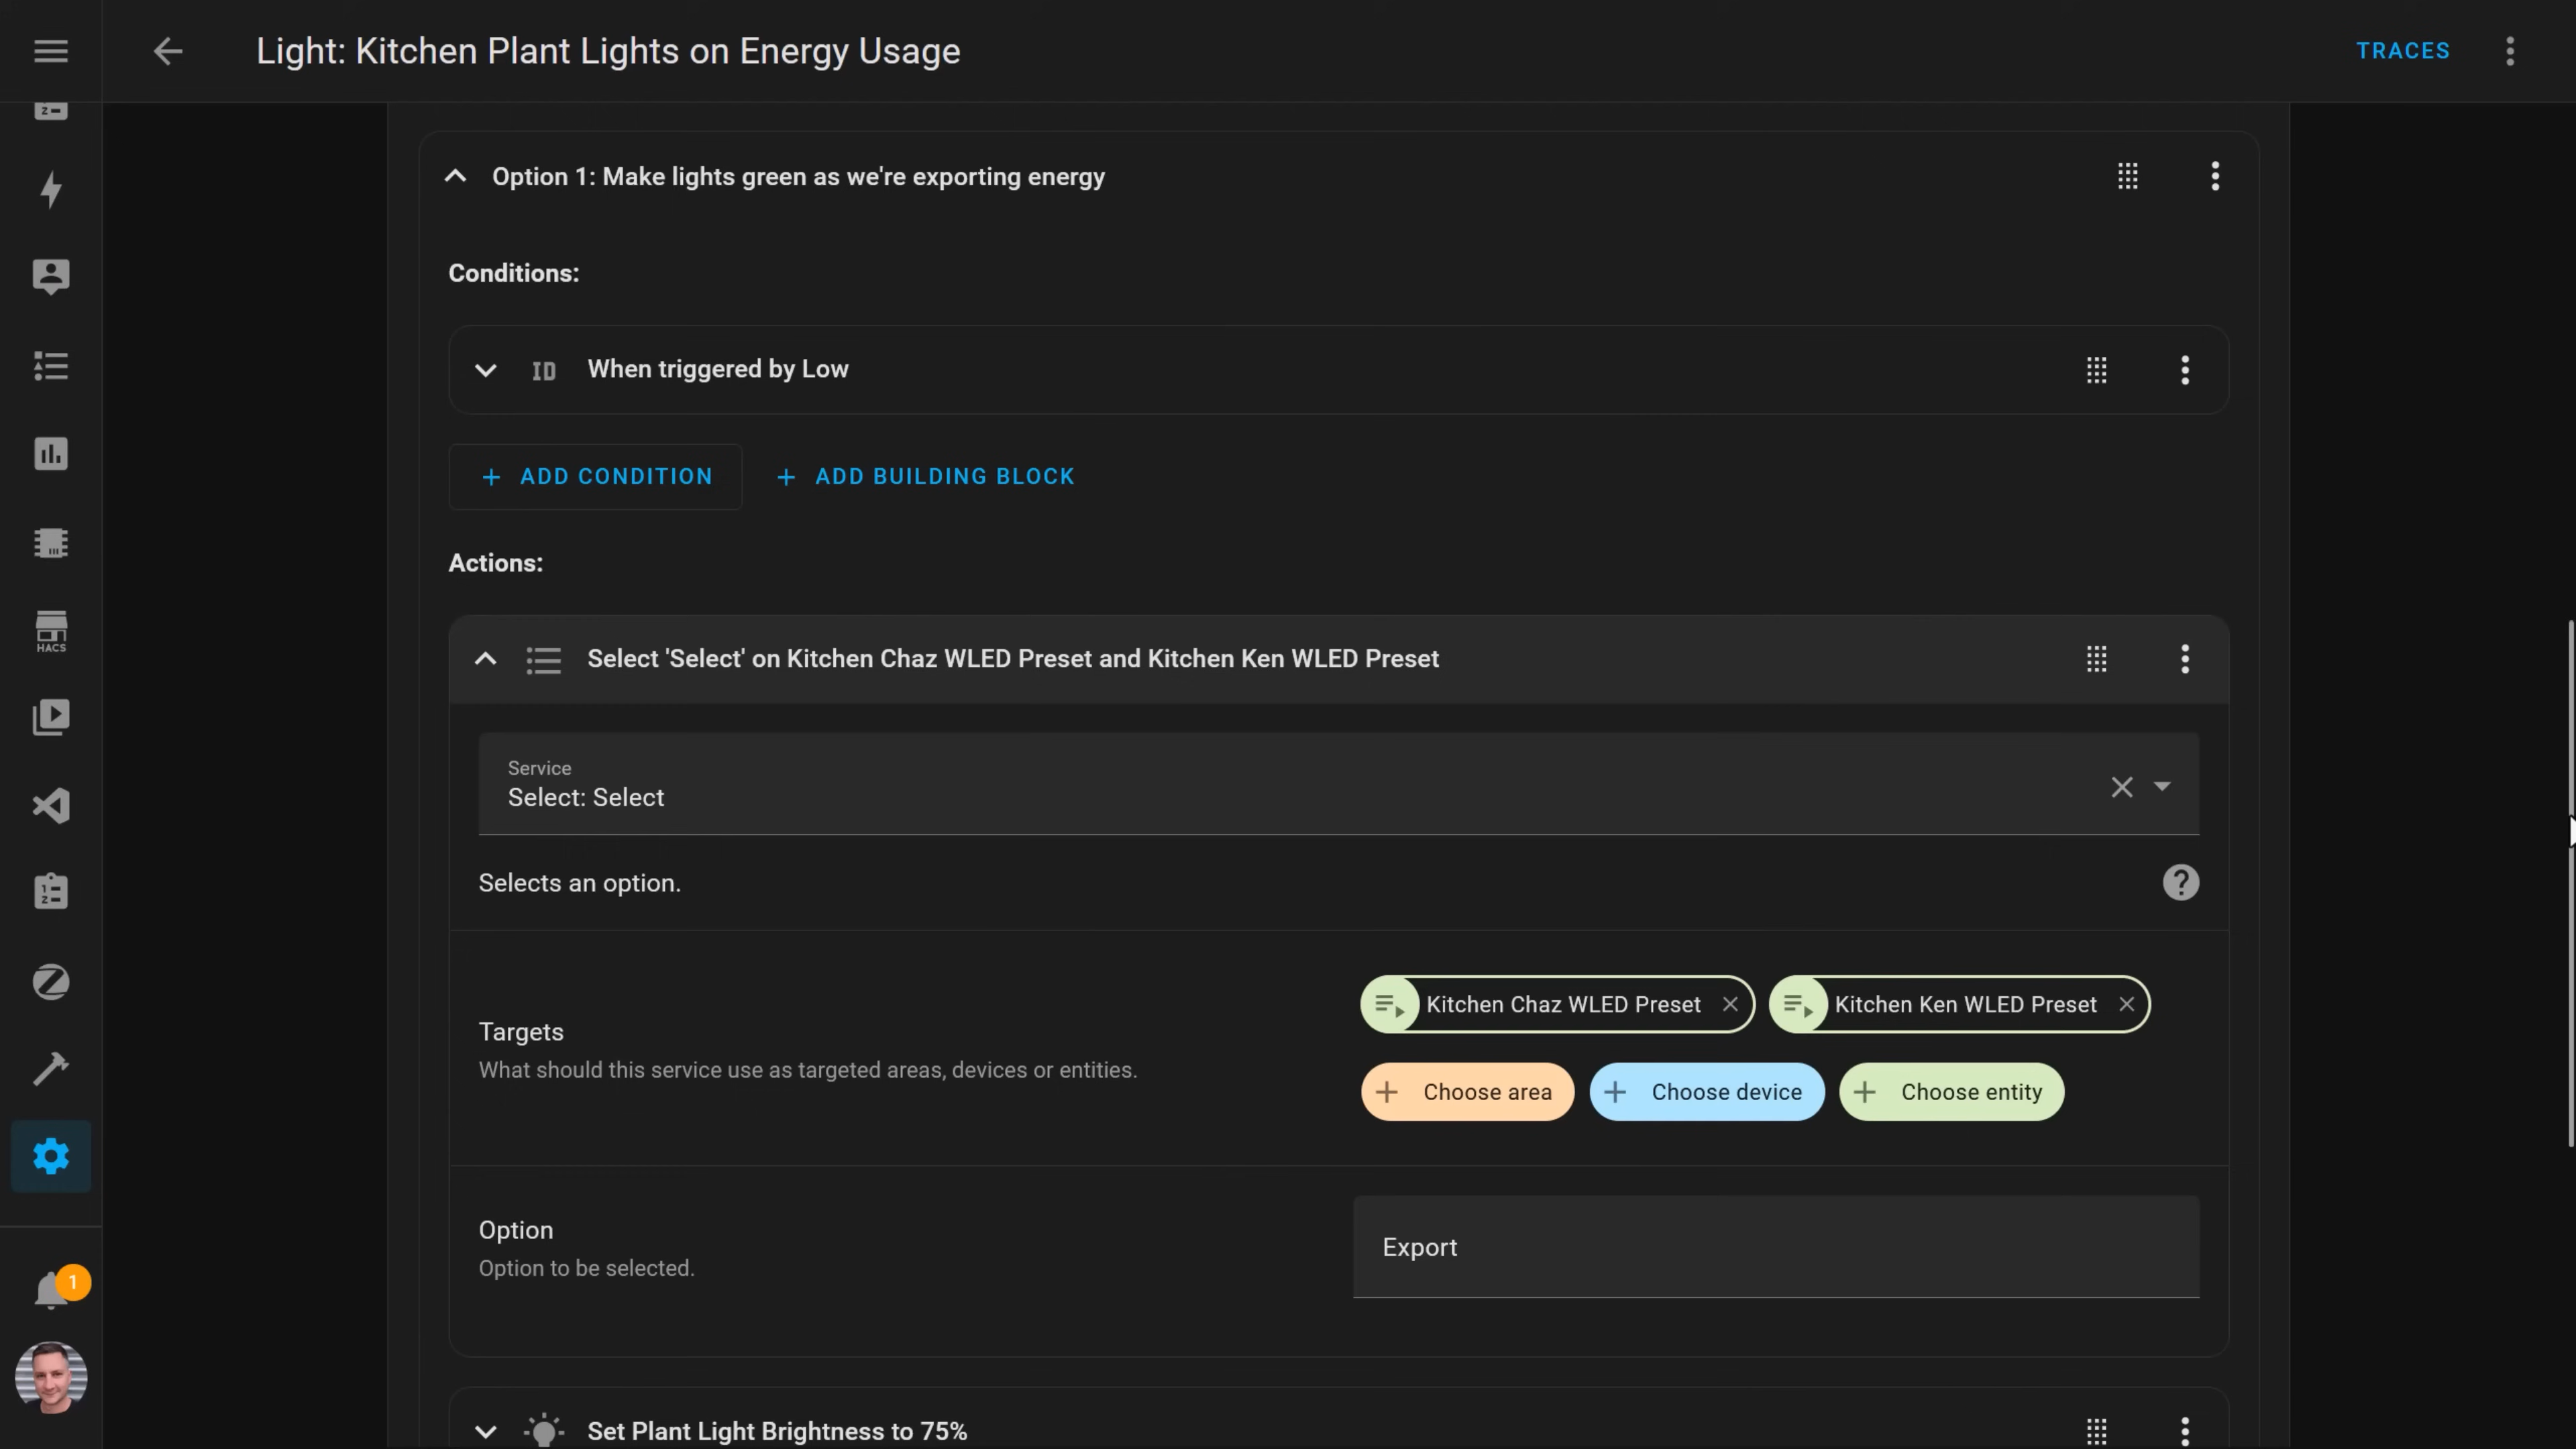 Light: Kitchen Plant Lights on Energy Usage
TRACES
Option 1: Make lights green as we're exporting energy
Conditions:
ID
When triggered by Low
+ ADD CONDITION
+ ADD BUILDING BLOCK
Actions:
Select 'Select' on Kitchen Chaz WLED Preset and Kitchen Ken WLED Preset
Service
Select: Select
Selects an option.
?
Targets
What should this service use as targeted areas, devices or entities.
Kitchen Chaz WLED Preset
Kitchen Ken WLED Preset
+ Choose area
+ Choose device
+ Choose entity
Option
Option to be selected.
Export
Set Plant Light Brightness to 75%
HACS
1